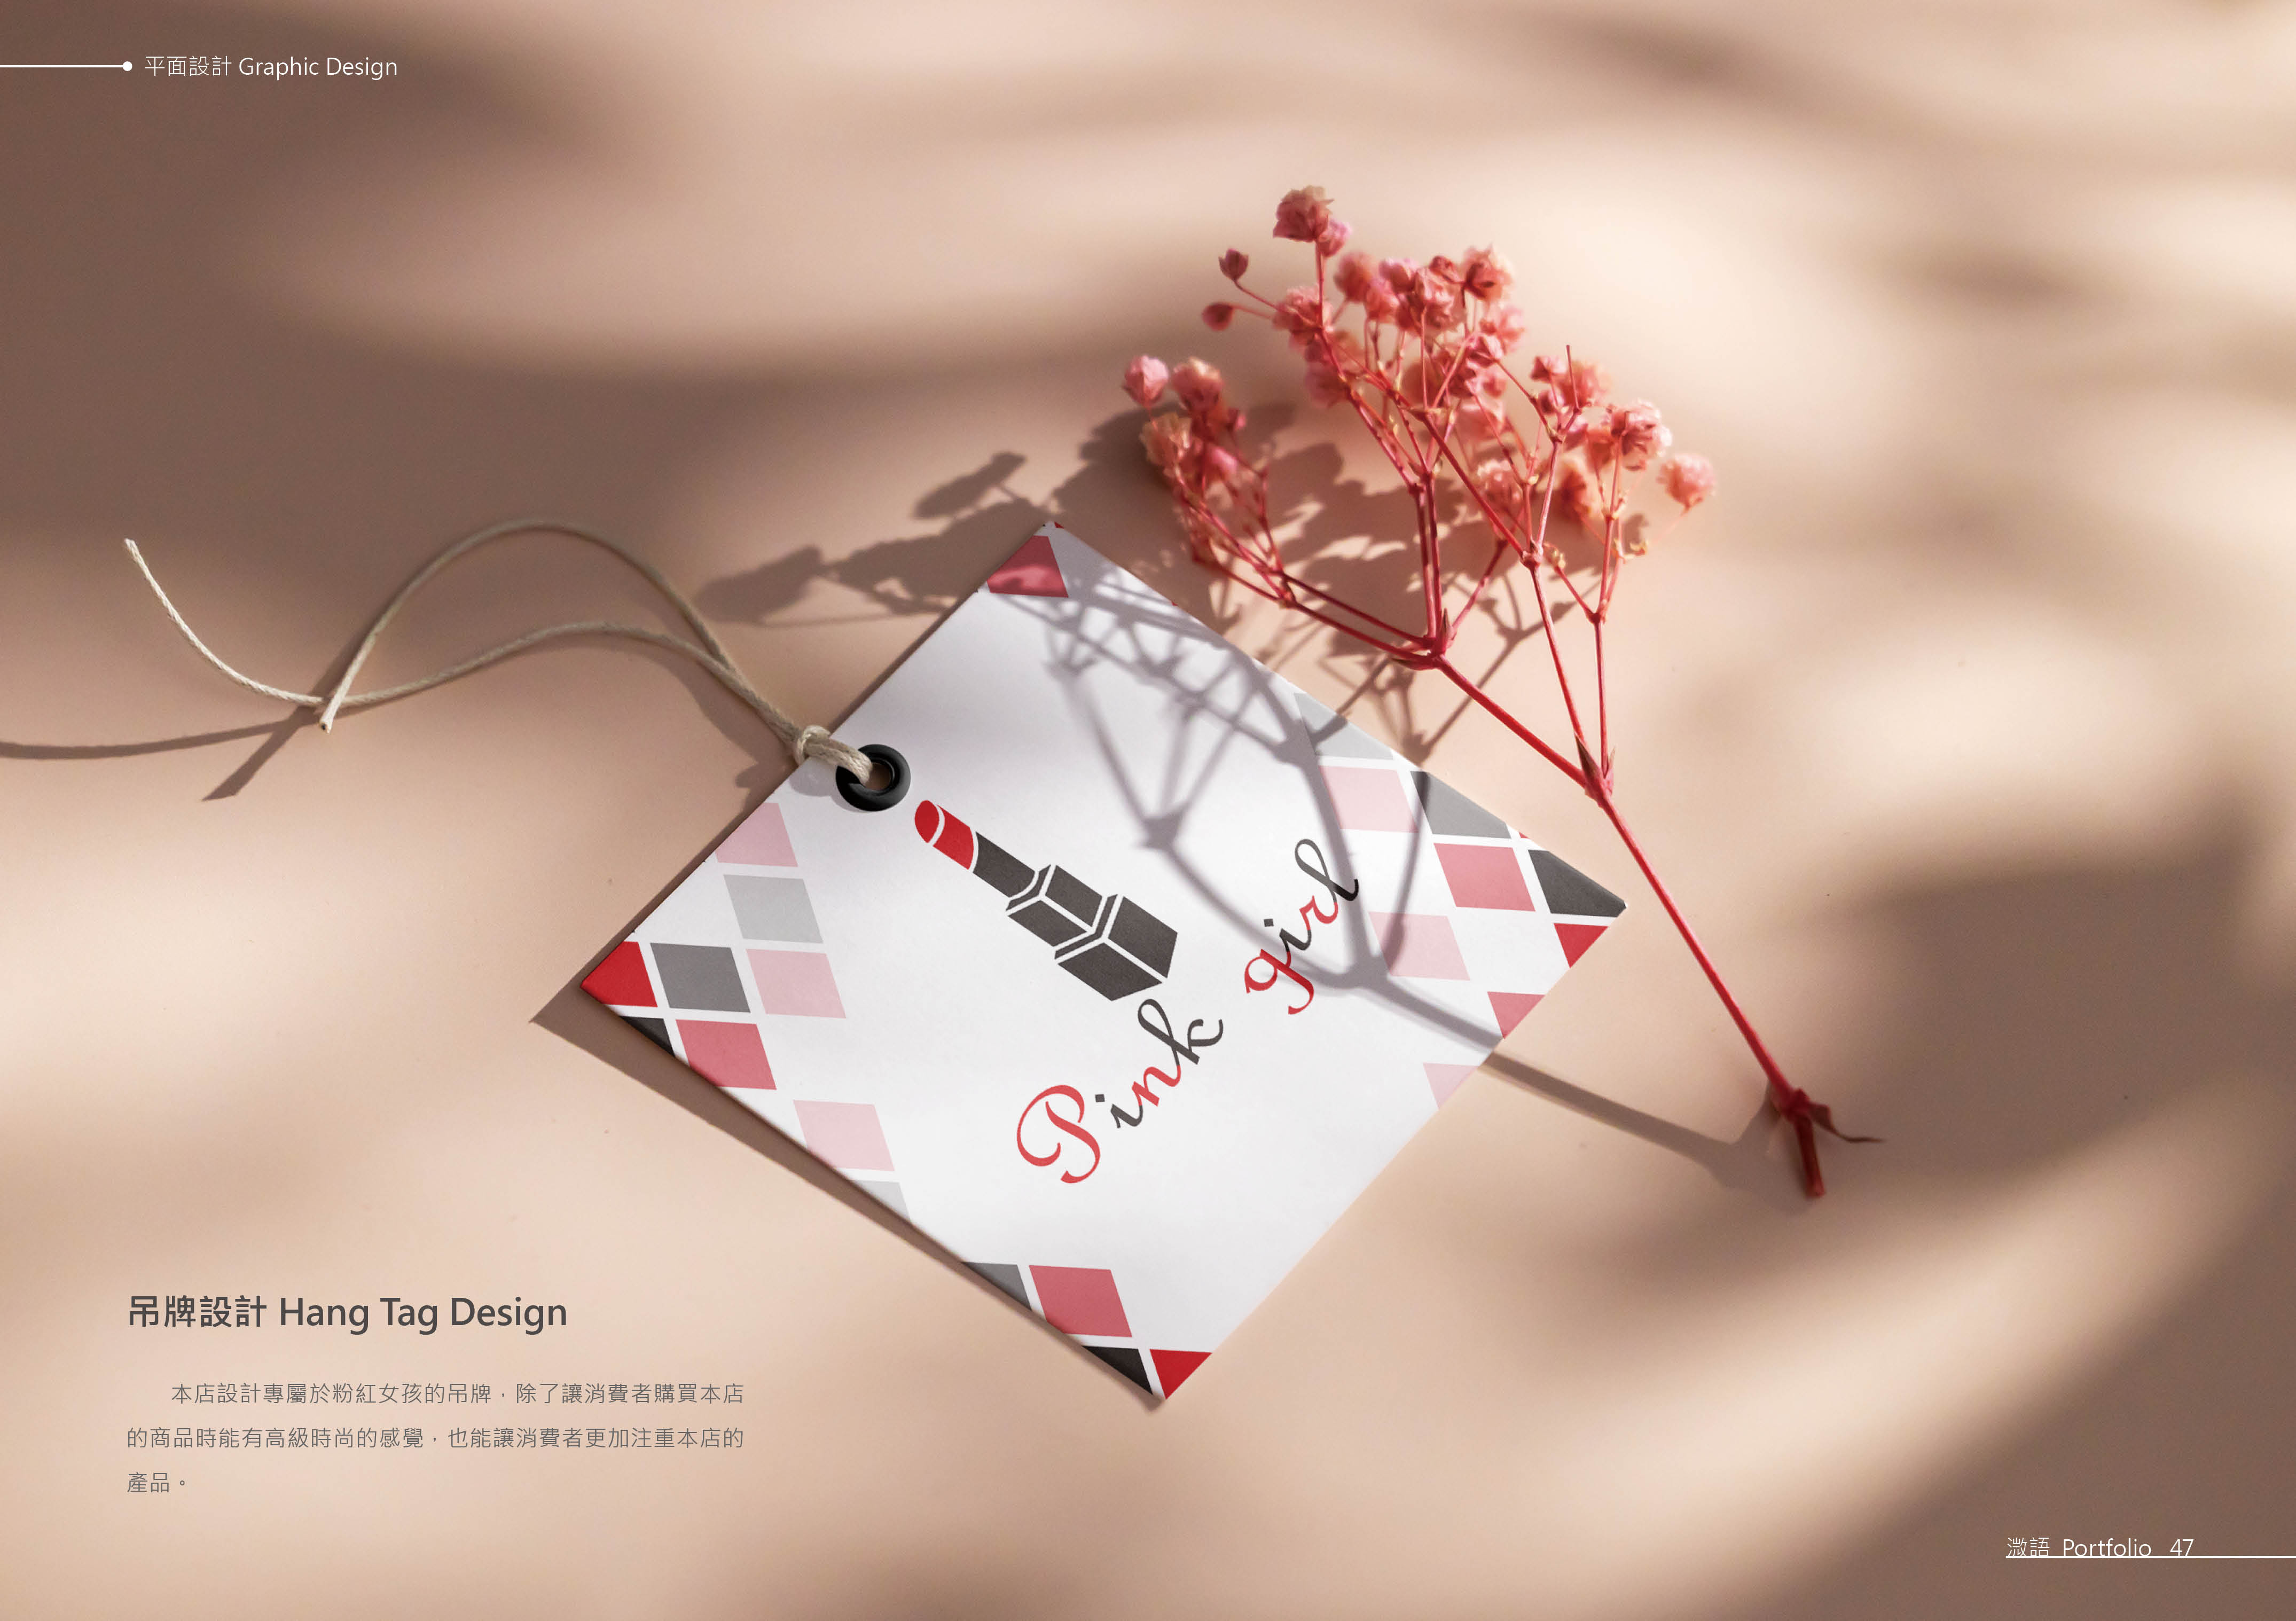 平面設計 Graphic Design
Pink girl
吊牌設計 Hang Tag Design
本店設計專屬於粉紅女孩的吊牌，除了讓消費者購買本店
的商品時能有高級時尚的感覺，也能讓消費者更加注重本店的
產品。
溦語 Portfolio 47